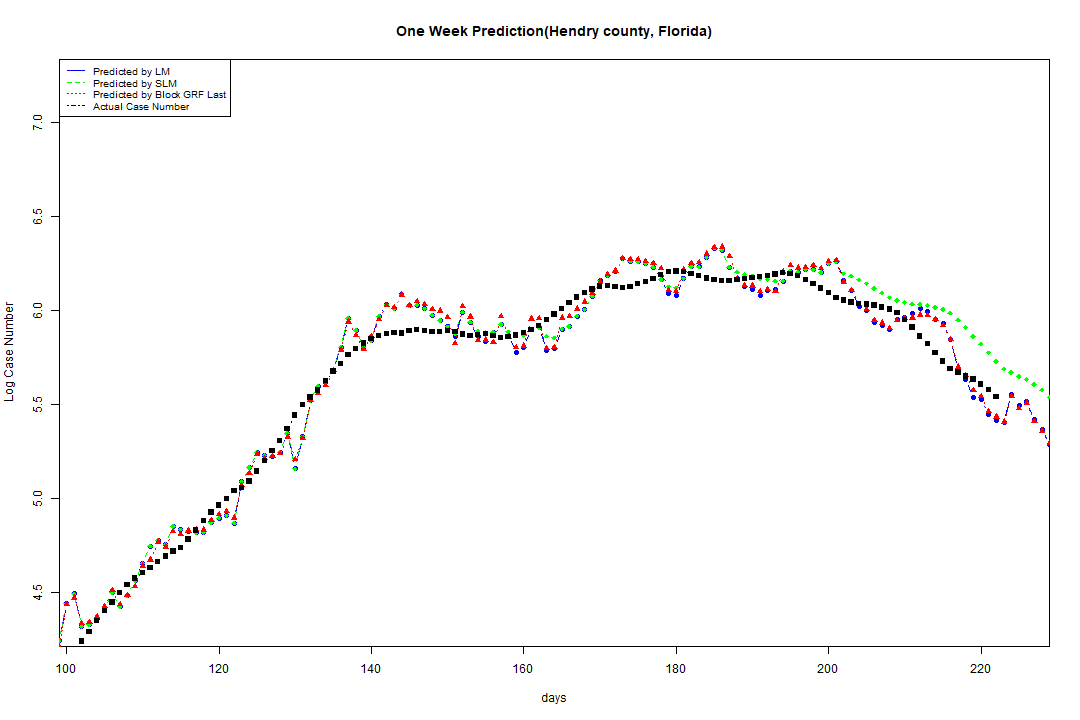 One Week Prediction(Hendry county, Florida)
Predicted by LM
Predicted by SLM
Predicted by Block GRF Last
Actual Case Number
7.0
6.5
6.0
5.5
5.0
4.5
Log Case Number
100 120 140 160 180 200 220
days